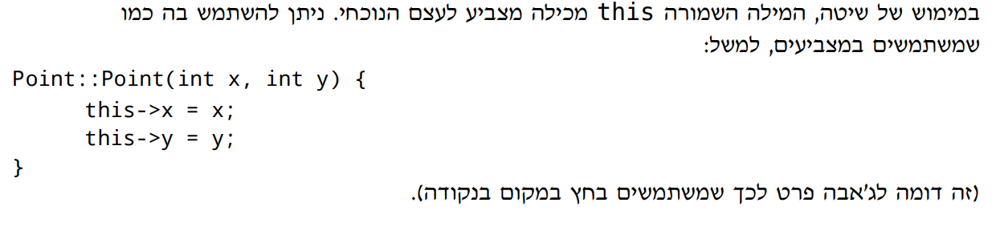 במימוש של שיטה, המילה השמורה this מכילה מצביע לעצם הנוכחי. ניתן להשתמש בה כמו
שמשתמשים במצביעים, למשל:
Point::Point(int x, int y) {
this->x = x;
this->y = y;
}
(זה דומה לג'אבה פרט לכך שמשתמשים בחץ במקום בנקודה).